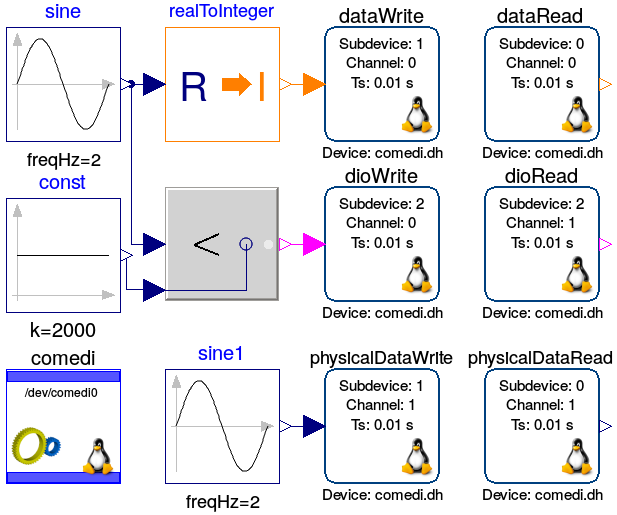 sine
realToInteger
dataWrite
dataRead
R
I
Subdevice: 1
Channel: 0
Ts: 0.01 s
Subdevice: 0
Channel: 0
Ts: 0.01 s
freqHz=2
Device: comedi.dh
Device: comedi.dh
const
dioWrite
dioRead
<
Subdevice: 2
Channel: 0
Ts: 0.01 s
Subdevice: 2
Channel: 1
Ts: 0.01 s
k=2000
Device: comedi.dh
Device: comedi.dh
comedi
sine1
physicalDataWrite
physicalDataRead
/dev/comedi0
Subdevice: 1
Channel: 1
Ts: 0.01 s
Subdevice: 0
Channel: 1
Ts: 0.01 s
freqHz=2
Device: comedi.dh
Device: comedi.dh